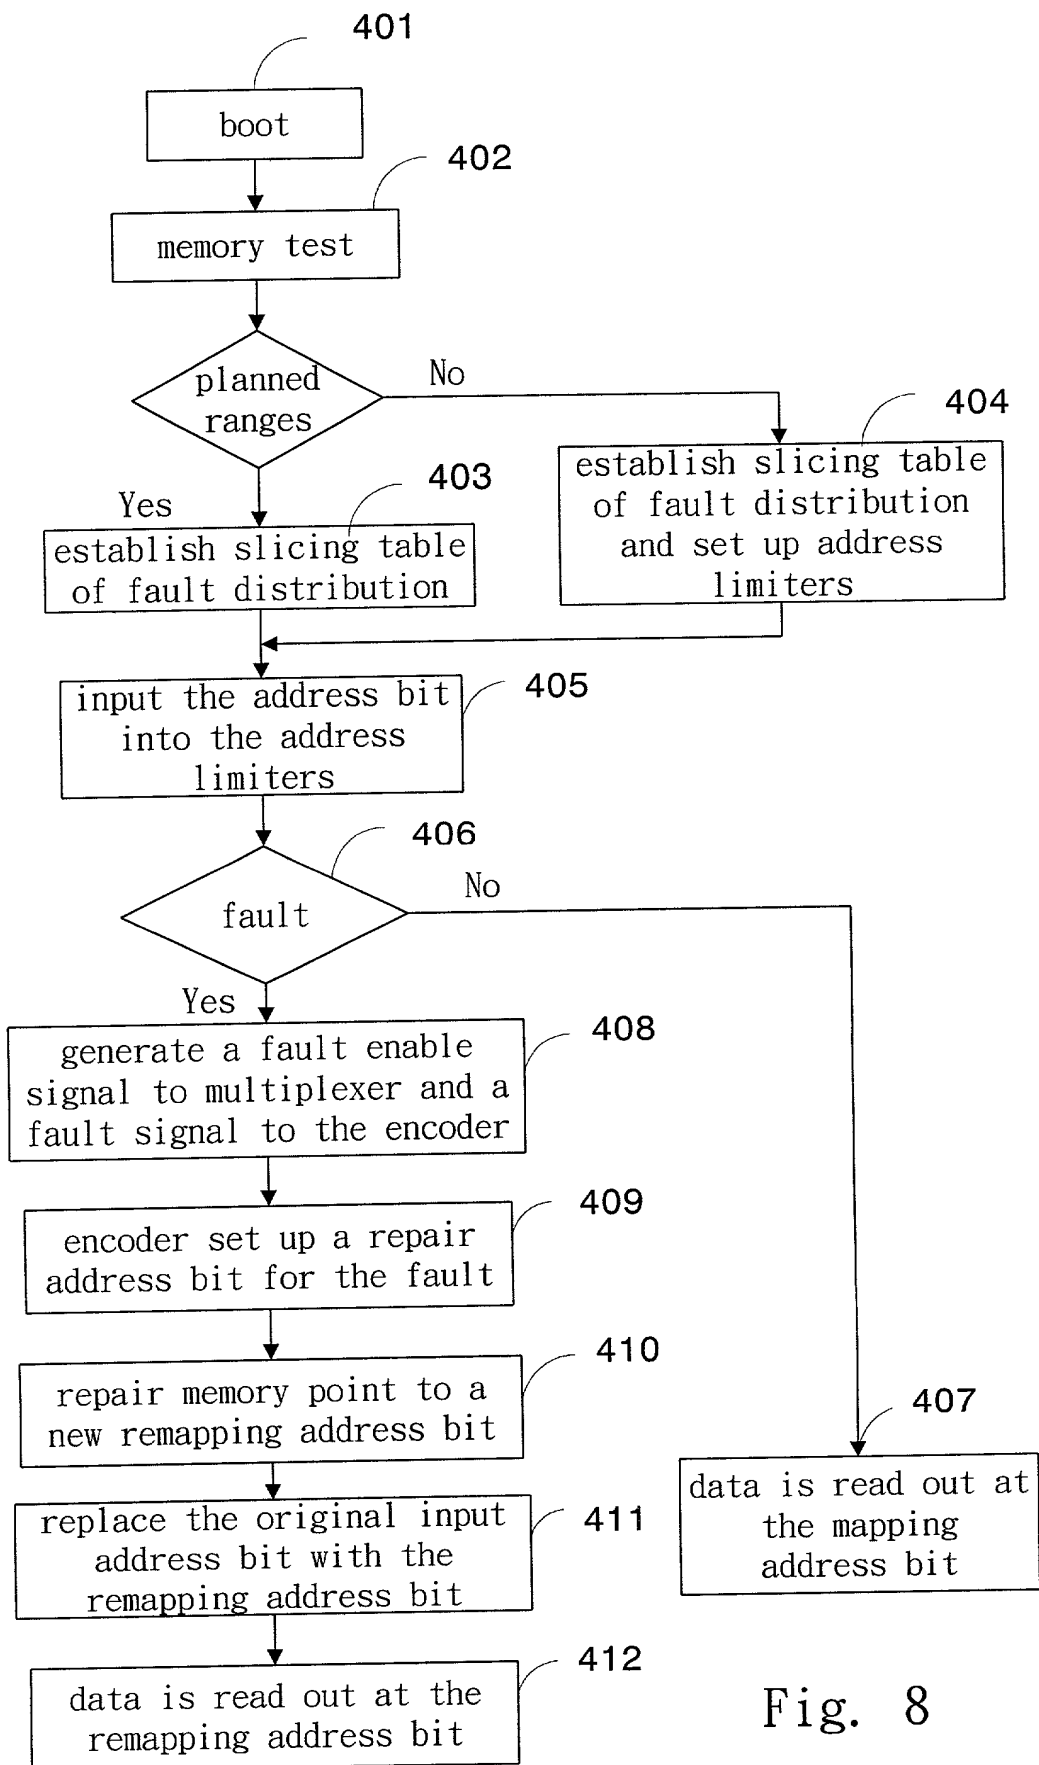 401
boot
402
memory test
planned
ranges
No
Yes
403
establish slicing table
of fault distribution
404
establish slicing table
of fault distribution
and set up address
limiters
405
input the address bit
into the address
limiters
406
fault
No
Yes
408
generate a fault enable
signal to multiplexer and a
fault signal to the encoder
409
encoder set up a repair
address bit for the fault
410
repair memory point to a
new remapping address bit
407
data is read out at
the mapping
address bit
411
replace the original input
address bit with the
remapping address bit
412
data is read out at the
remapping address bit
Fig. 8